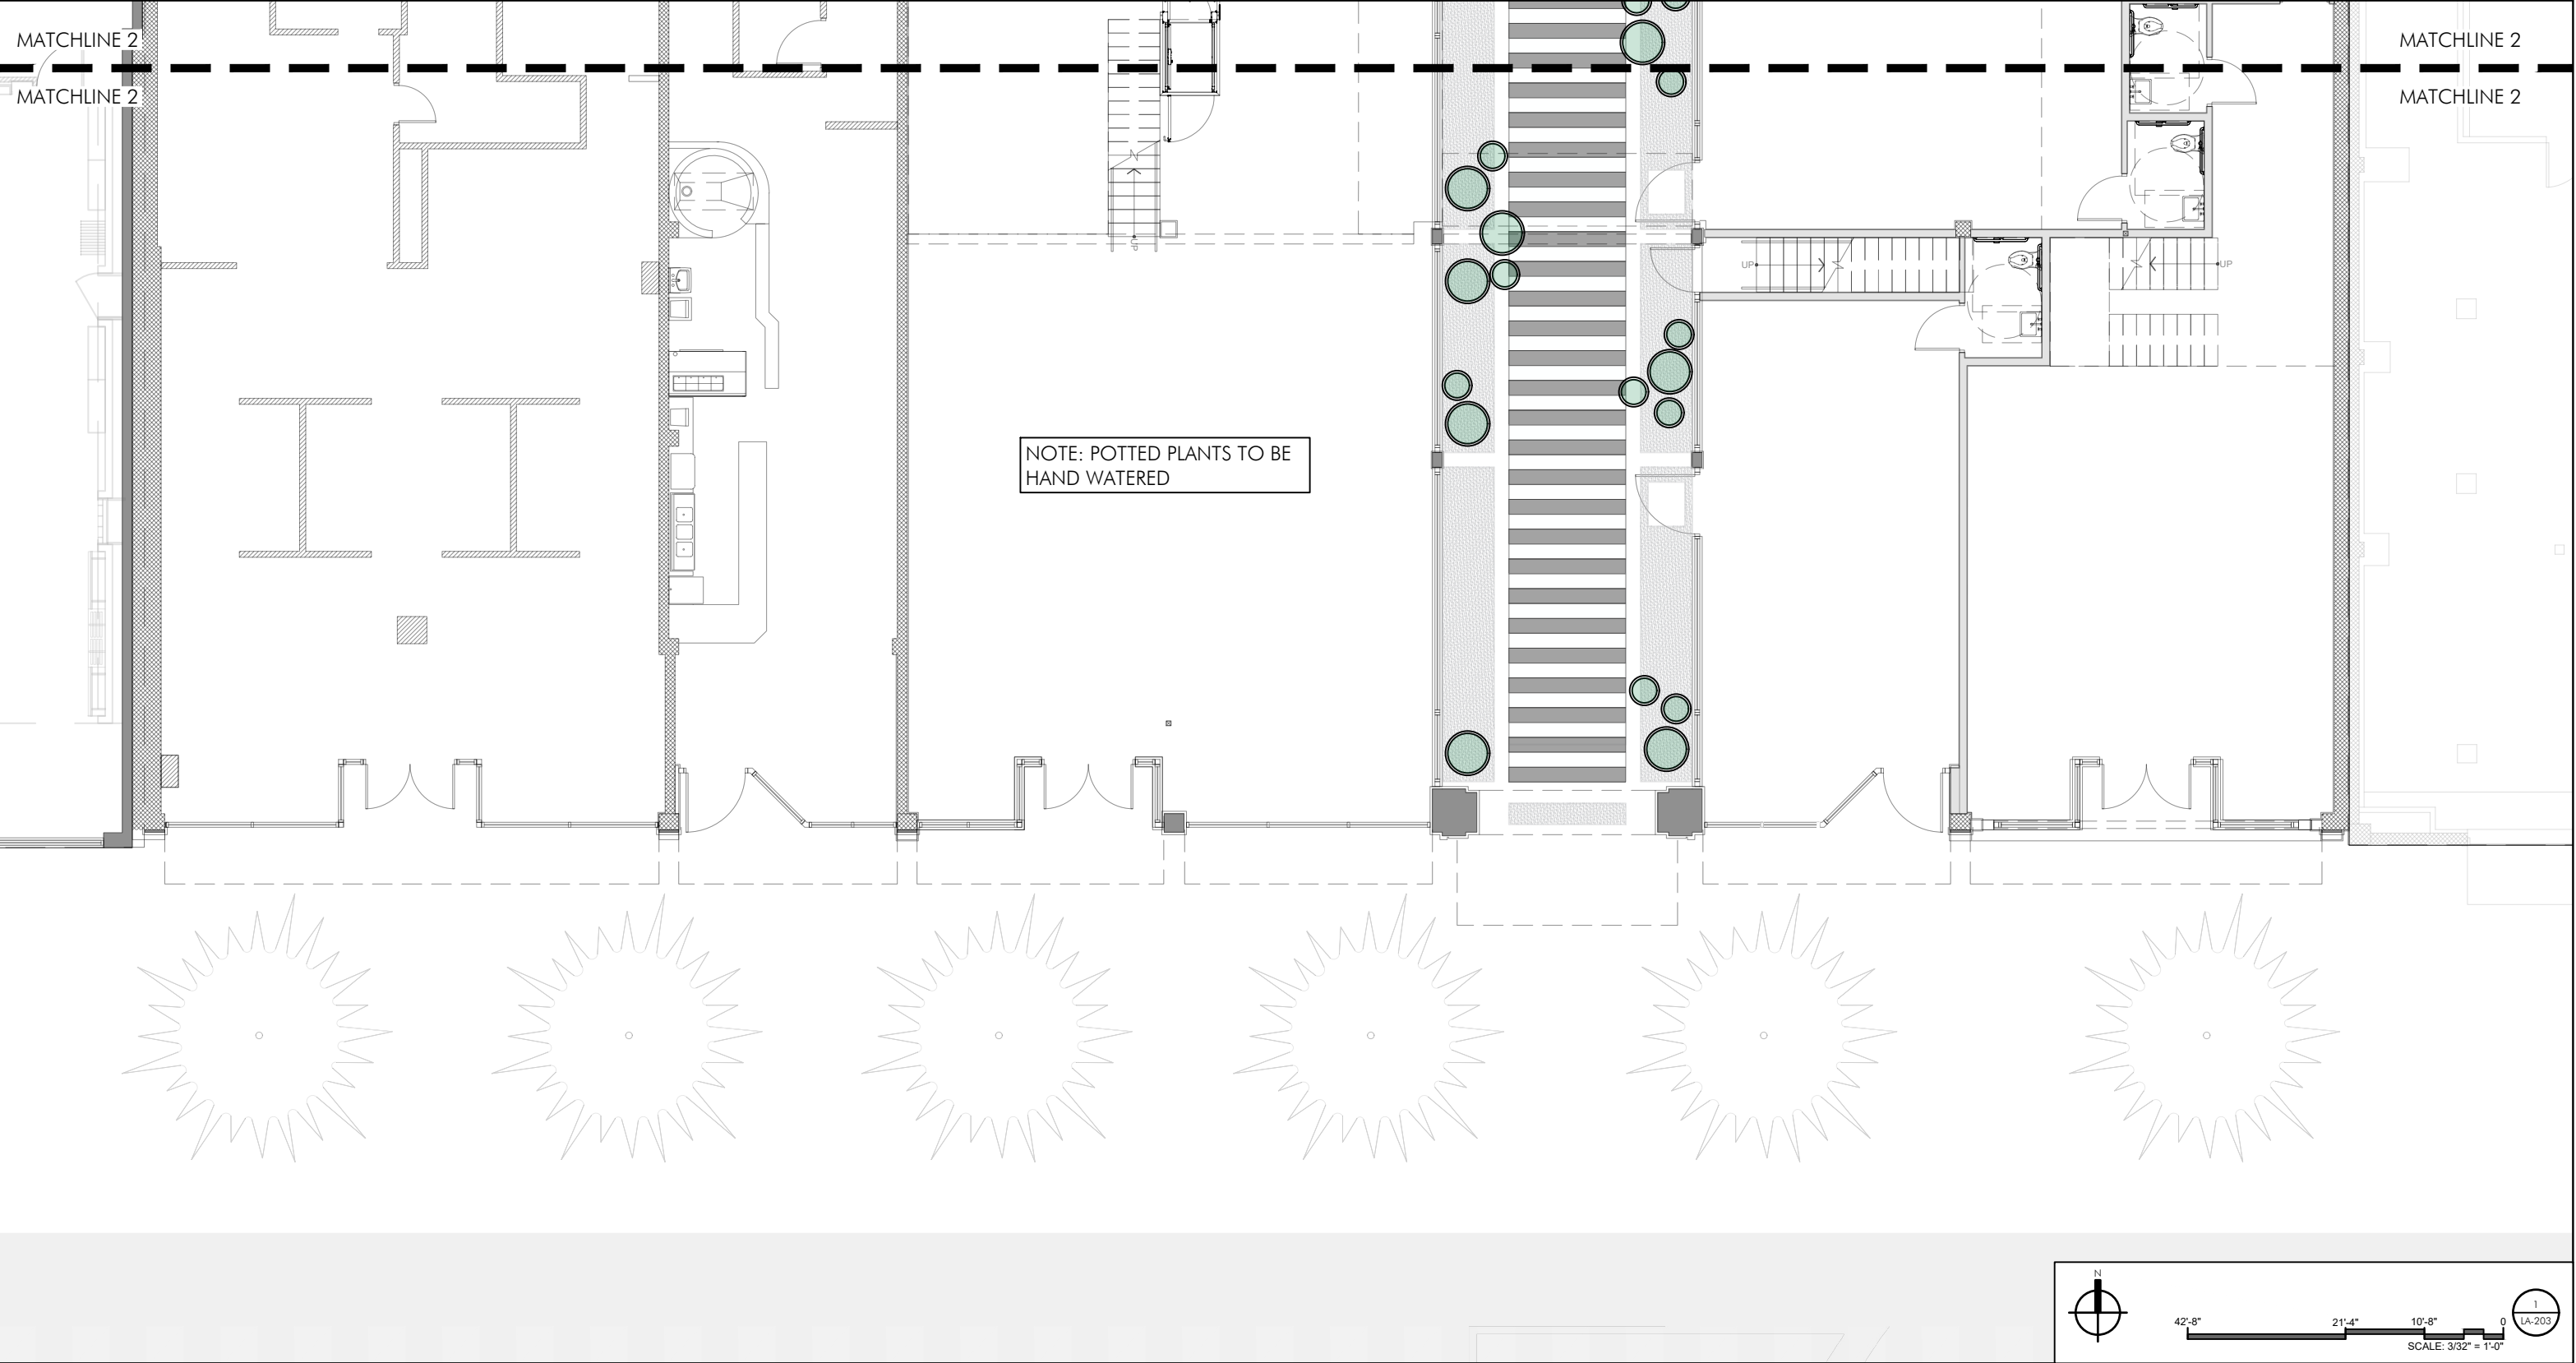 MATCHLINE 2
MATCHLINE 2
MATCHLINE 2
MATCHLINE 2
UP
UP
UP
NOTE: POTTED PLANTS TO BE
HAND WATERED
N
42'-8"
21'-4"
10'-8"
0
SCALE: 3/32" = 1'-0"
1
LA-203